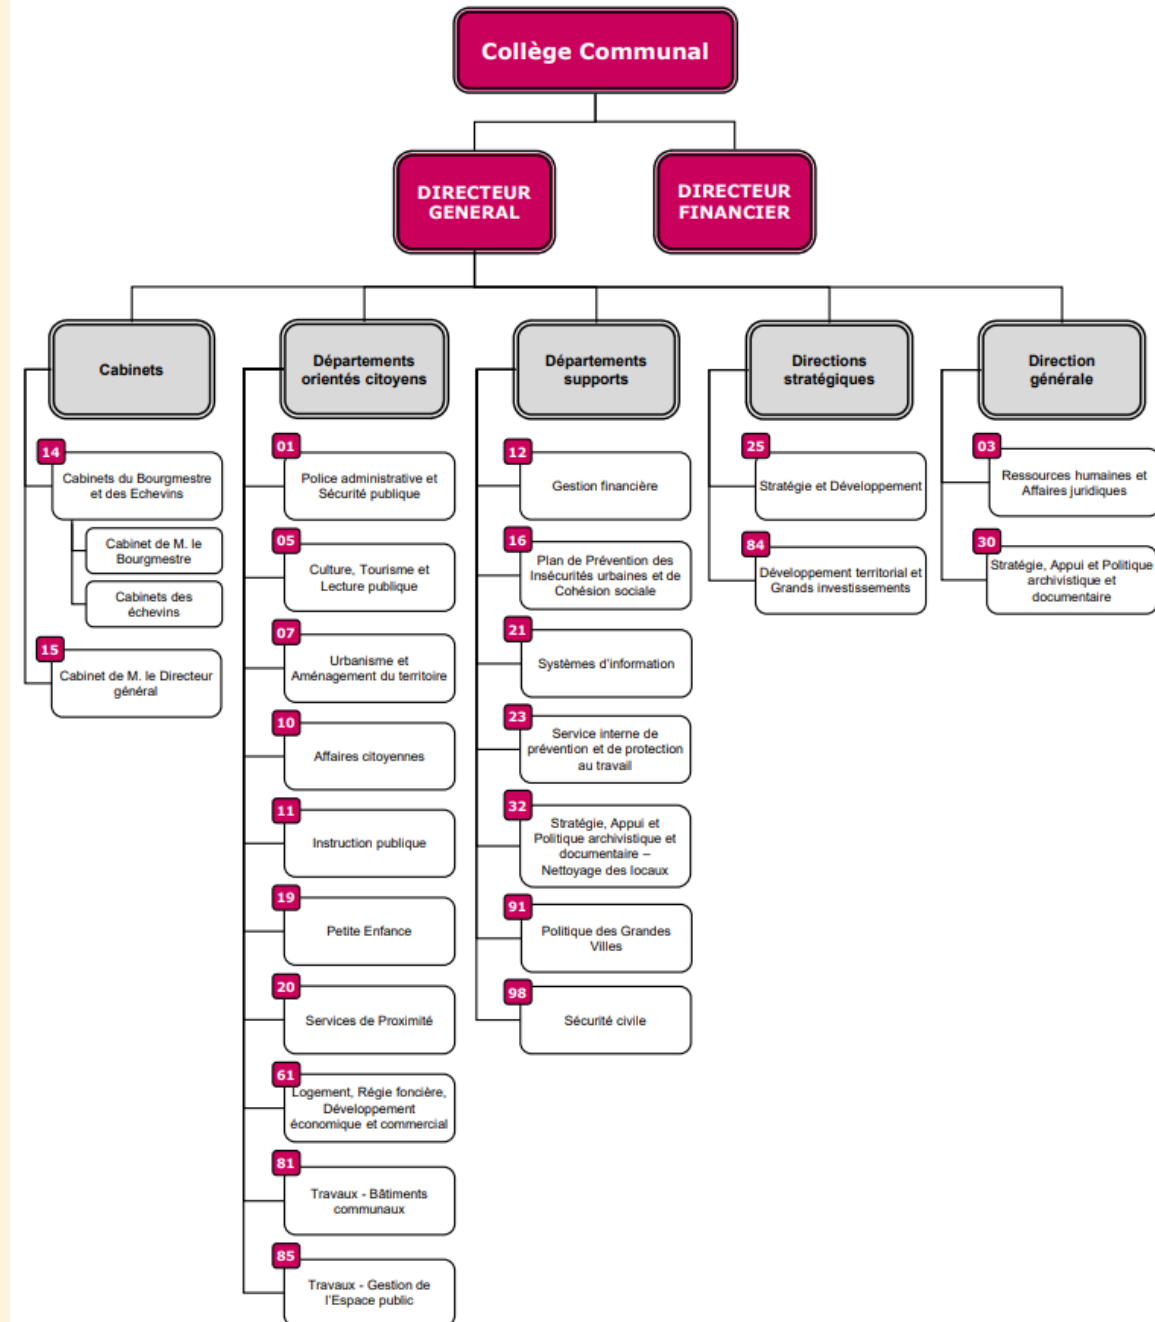 Collège Communal
DIRECTEUR
GENERAL
DIRECTEUR
FINANCIER
Cabinets
14
Cabinets du Bourgmestre
et des Echevins
Cabinet de M. le
Bourgmestre
Cabinets des
échevins
15
Cabinet de M. le Directeur
général
Départements
orientés citoyens
01
Police administrative et
Sécurité publique
05
Culture, Tourisme et
Lecture publique
07
Urbanisme et
Aménagement du territoire
10
Affaires citoyennes
11
Instruction publique
19
Petite Enfance
20
Services de Proximité
61
Logement, Régie foncière,
Développement
économique et commercial
81
Travaux - Bâtiments
communaux
85
Travaux - Gestion de
l'Espace public
Départements
supports
12
Gestion financière
16
Plan de Prévention des
Insécurités urbaines et de
Cohésion sociale
21
Systèmes d'information
23
Service interne de
prévention et de protection
au travail
32
Stratégie, Appui et
Politique archivistique et
documentaire –
Nettoyage des locaux
91
Politique des Grandes
Villes
98
Sécurité civile
Directions
stratégiques
25
Stratégie et Développement
84
Développement territorial et
Grands investissements
Direction
générale
03
Ressources humaines et
Affaires juridiques
30
Stratégie, Appui et Politique
archivistique et
documentaire